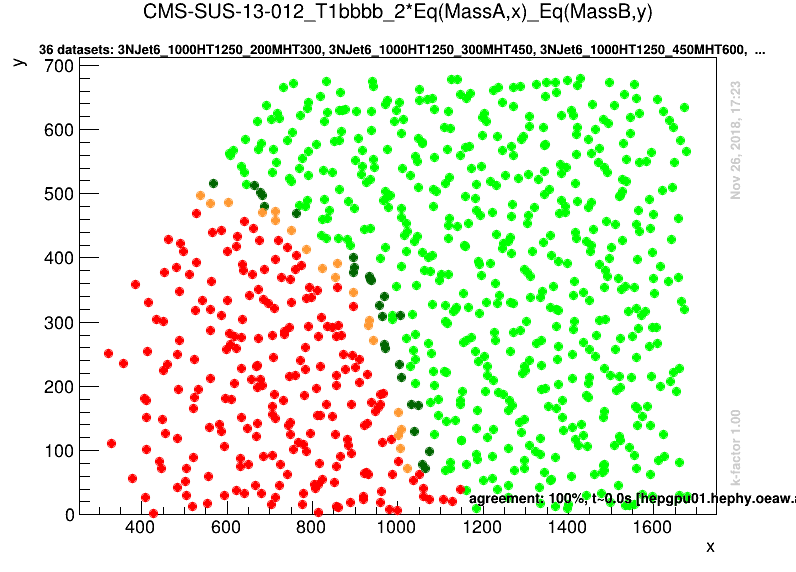 CMS-SUS-13-012_T1bbbb_2*Eq(MassA,x)_Eq(MassB,y)
36 datasets: 3NJet6_1000HT1250_200MHT300, 3NJet6_1000HT1250_300MHT450, 3NJet6_1000HT1250_450MHT600, ...
y
700
600
500
400
300
200
100
0
Nov 26, 2018, 17:23
k-factor 1.00
agreement: 100%, t~0.0s [hepgpu01.hephy.oeaw.a
400 600 800 1000 1200 1400 1600
x